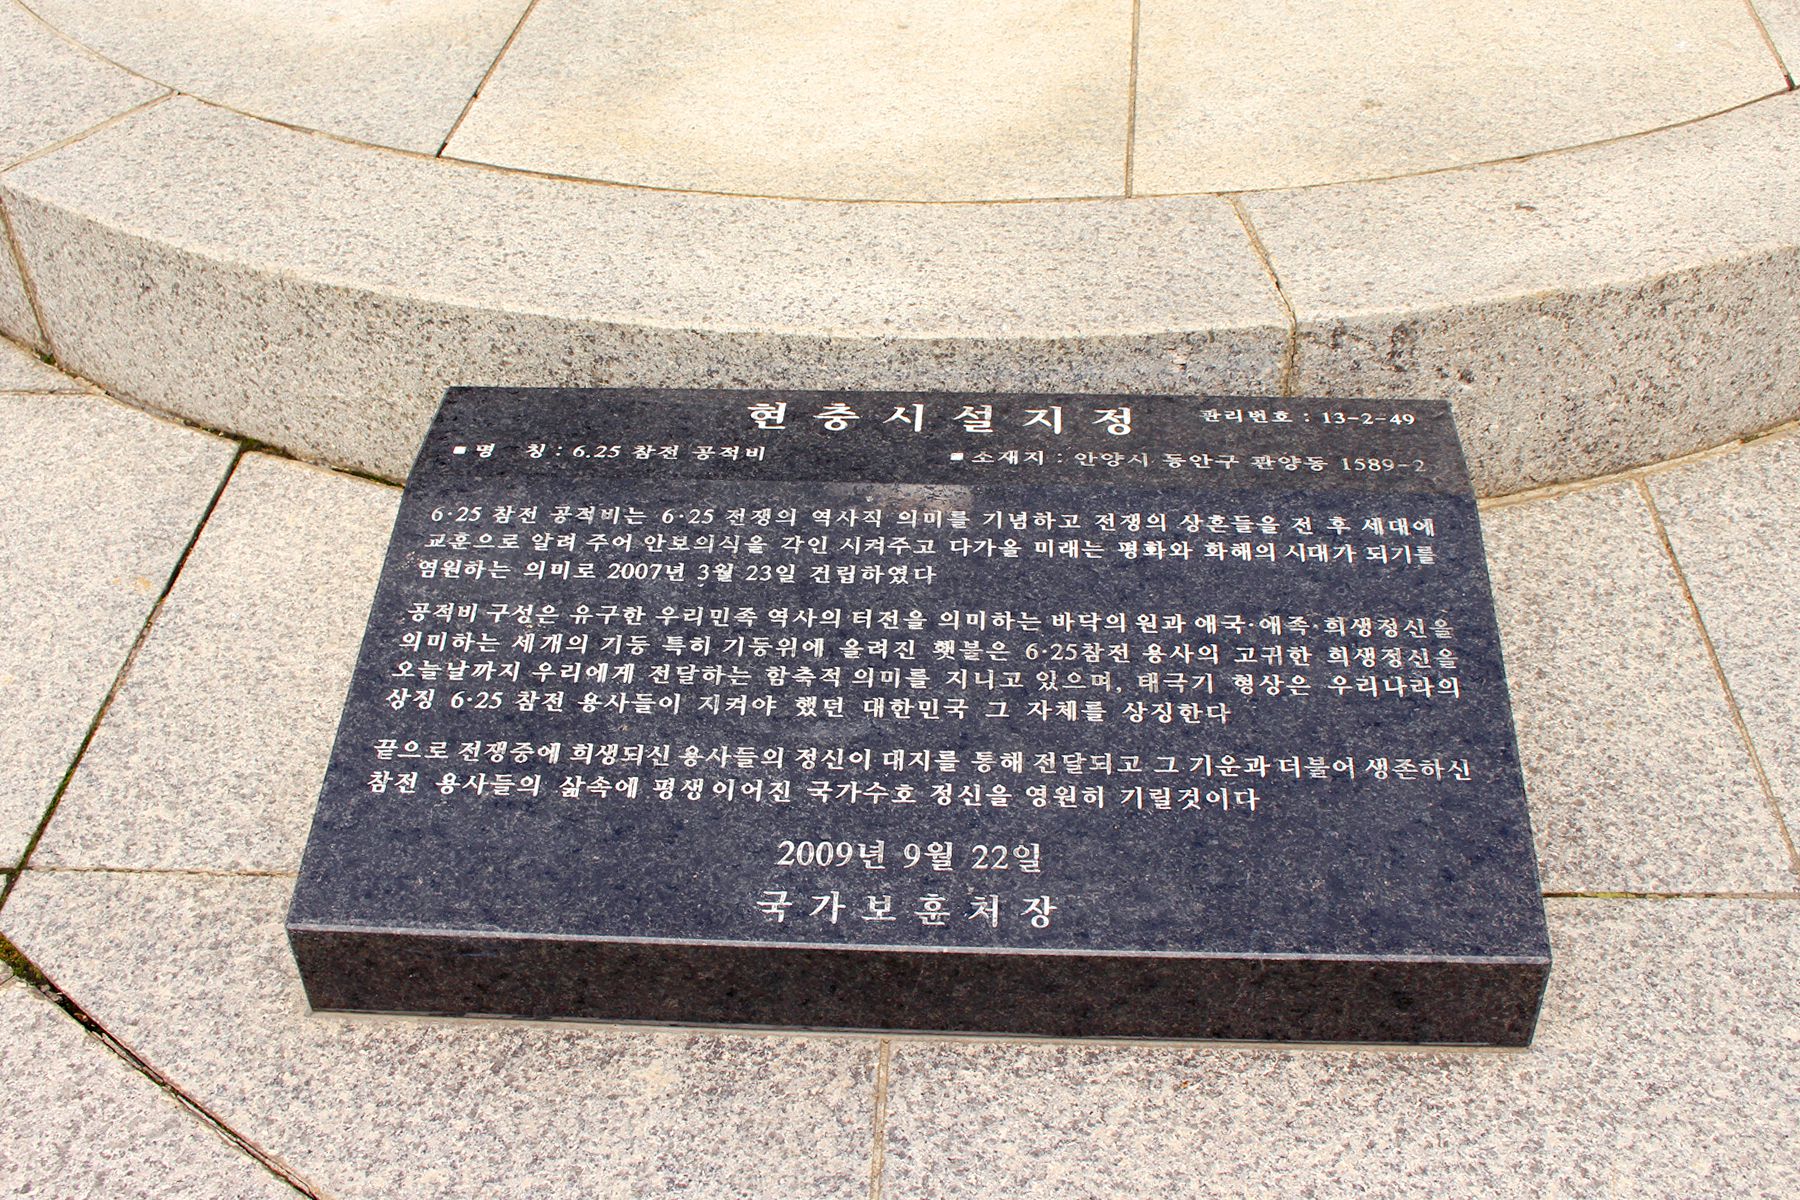 현충시설지정 관리번호 : 13-2-49
■ 명 칭 : 6.25 참전 공적비 ■ 소재지 : 안양시 동안구 관양동 1589-2
6·25 참전 공적비는 6·25 전쟁의 역사적 의미를 기념하고 전쟁의 상흔들을 전 후 세대에
교훈으로 알려 주어 안보의식을 각인 시켜주고 다가올 미래는 평화와 화해의 시대가 되기를
염원하는 의미로 2007년 3월 23일 건립하였다
공적비 구성은 유구한 우리민족 역사의 터전을 의미하는 바닥의 원과 애국·애족·희생정신을
의미하는 세개의 기둥 특히 기둥위에 올려진 횃불은 6·25참전 용사의 고귀한 희생정신을
오늘날까지 우리에게 전달하는 함축적 의미를 지니고 있으며, 태극기 형상은 우리나라의
상징 6·25 참전 용사들이 지켜야 했던 대한민국 그 자체를 상징한다
끝으로 전쟁중에 희생되신 용사들의 정신이 대지를 통해 전달되고 그 기운과 더불어 생존하신
참전 용사들의 삶속에 평생이어진 국가수호 정신을 영원히 기릴것이다
2009년 9월 22일
국가보훈처장